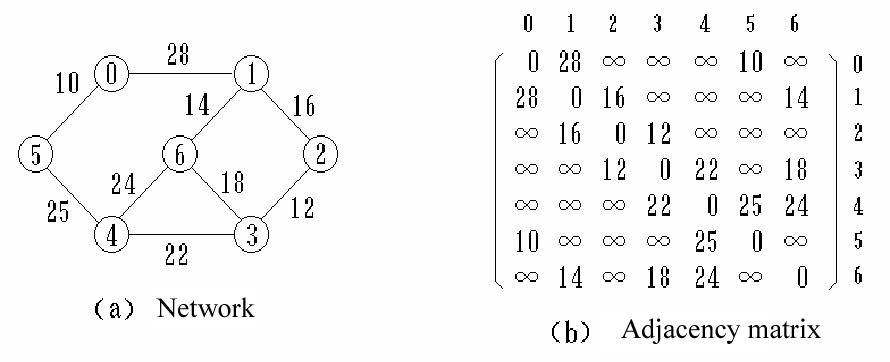 28
10
0
1
14
16
5
6
2
24
18
25
12
4
3
22
(a) Network
0 1 2 3 4 5 6
0 28 ∞ ∞ ∞ 10 ∞ 0
28 0 16 ∞ ∞ ∞ 14 1
∞ 16 0 12 ∞ ∞ ∞ 2
∞ ∞ 12 0 22 ∞ 18 3
∞ ∞ ∞ 22 0 25 24 4
10 ∞ ∞ ∞ 25 0 ∞ 5
∞ 14 ∞ 18 24 ∞ 0 6
(b) Adjacency matrix